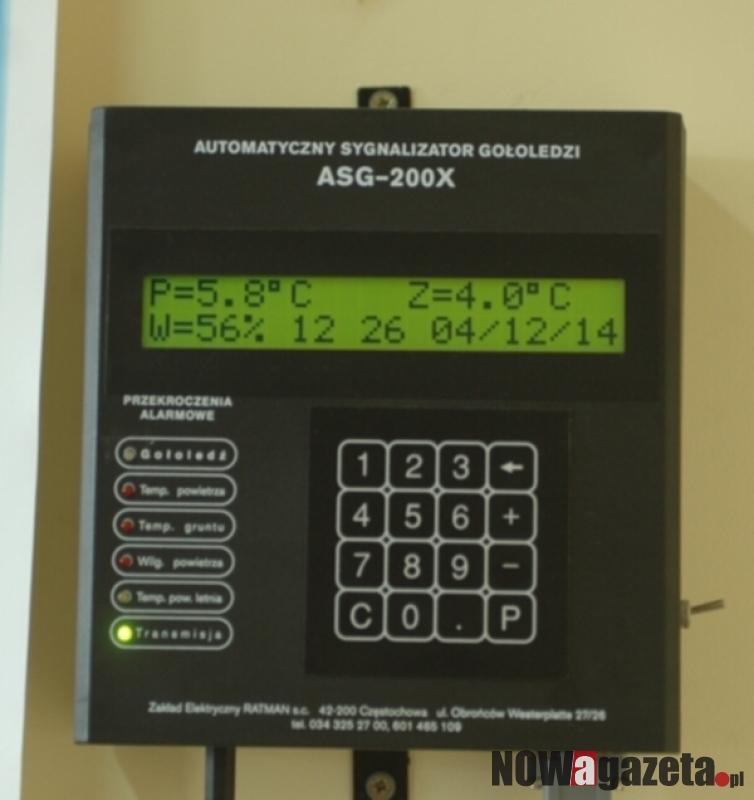 AUTOMATYCZNY SYGNALIZATOR GOŁOLEDZI
ASG-200X
P=5.8°C Z=4.0°C
W=56% 12 26 04/12/14
PRZEKROCZENIA
ALARMOWE
Gołoledź
Temp. powietrza
Temp. gruntu
Wilg. powietrza
Temp. pow. letnia
Transmisja
1 2 3 ←
4 5 6 +
7 8 9 −
C 0 . P
Zakład Elektryczny RATMAN s.c. 42-200 Częstochowa ul. Obrońców Westerplatte 27/26
tel. 034 325 27 00, 601 465 109
NOWagazeta.pl